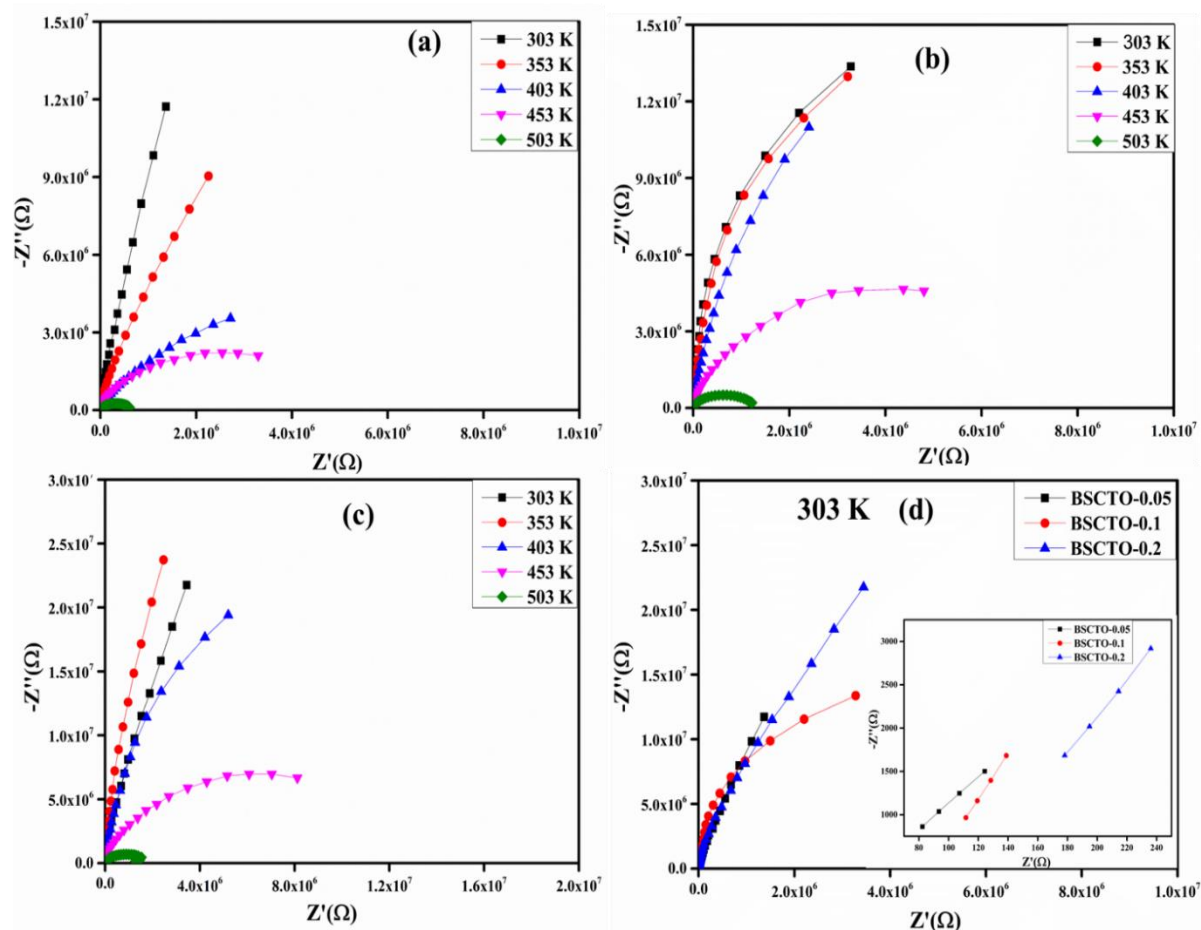 (a)
303 K
353 K
403 K
453 K
503 K
1.5x10⁷
1.2x10⁷
9.0x10⁶
6.0x10⁶
3.0x10⁶
0.0
-Z''(Ω)
0.0
2.0x10⁶
4.0x10⁶
6.0x10⁶
8.0x10⁶
1.0x10⁷
Z'(Ω)
(b)
303 K
353 K
403 K
453 K
503 K
1.5x10⁷
1.2x10⁷
9.0x10⁶
6.0x10⁶
3.0x10⁶
0.0
-Z''(Ω)
0.0
2.0x10⁶
4.0x10⁶
6.0x10⁶
8.0x10⁶
1.0x10⁷
Z'(Ω)
(c)
303 K
353 K
403 K
453 K
503 K
2.5x10⁷
2.0x10⁷
1.5x10⁷
1.0x10⁷
5.0x10⁶
0.0
-Z''(Ω)
0.0
4.0x10⁶
8.0x10⁶
1.2x10⁷
1.6x10⁷
2.0x10⁷
Z'(Ω)
303 K
(d)
BSCTO-0.05
BSCTO-0.1
BSCTO-0.2
3.0x10⁷
2.5x10⁷
2.0x10⁷
1.5x10⁷
1.0x10⁷
5.0x10⁶
0.0
-Z''(Ω)
0.0
2.0x10⁶
4.0x10⁶
6.0x10⁶
8.0x10⁶
1.0x10⁷
Z'(Ω)
BSCTO-0.05
BSCTO-0.1
BSCTO-0.2
3000
2500
2000
1500
1000
-Z''(Ω)
80
100
120
140
160
180
200
220
240
Z'(Ω)